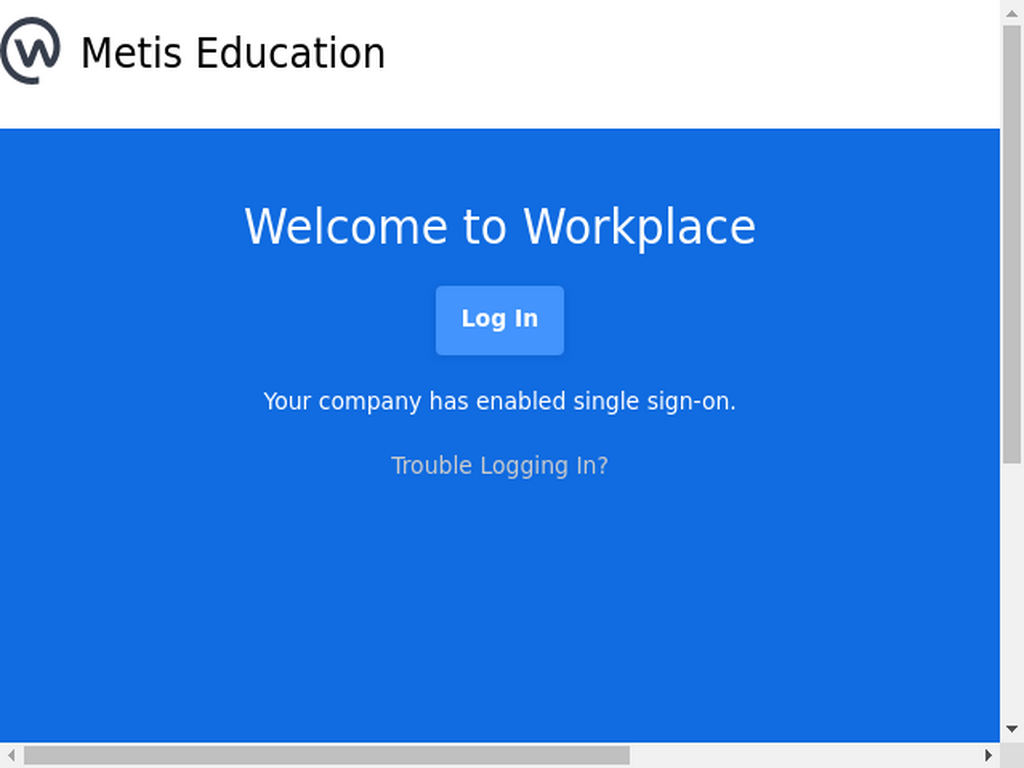 Metis Education
Welcome to Workplace
Log In
Your company has enabled single sign-on.
Trouble Logging In?